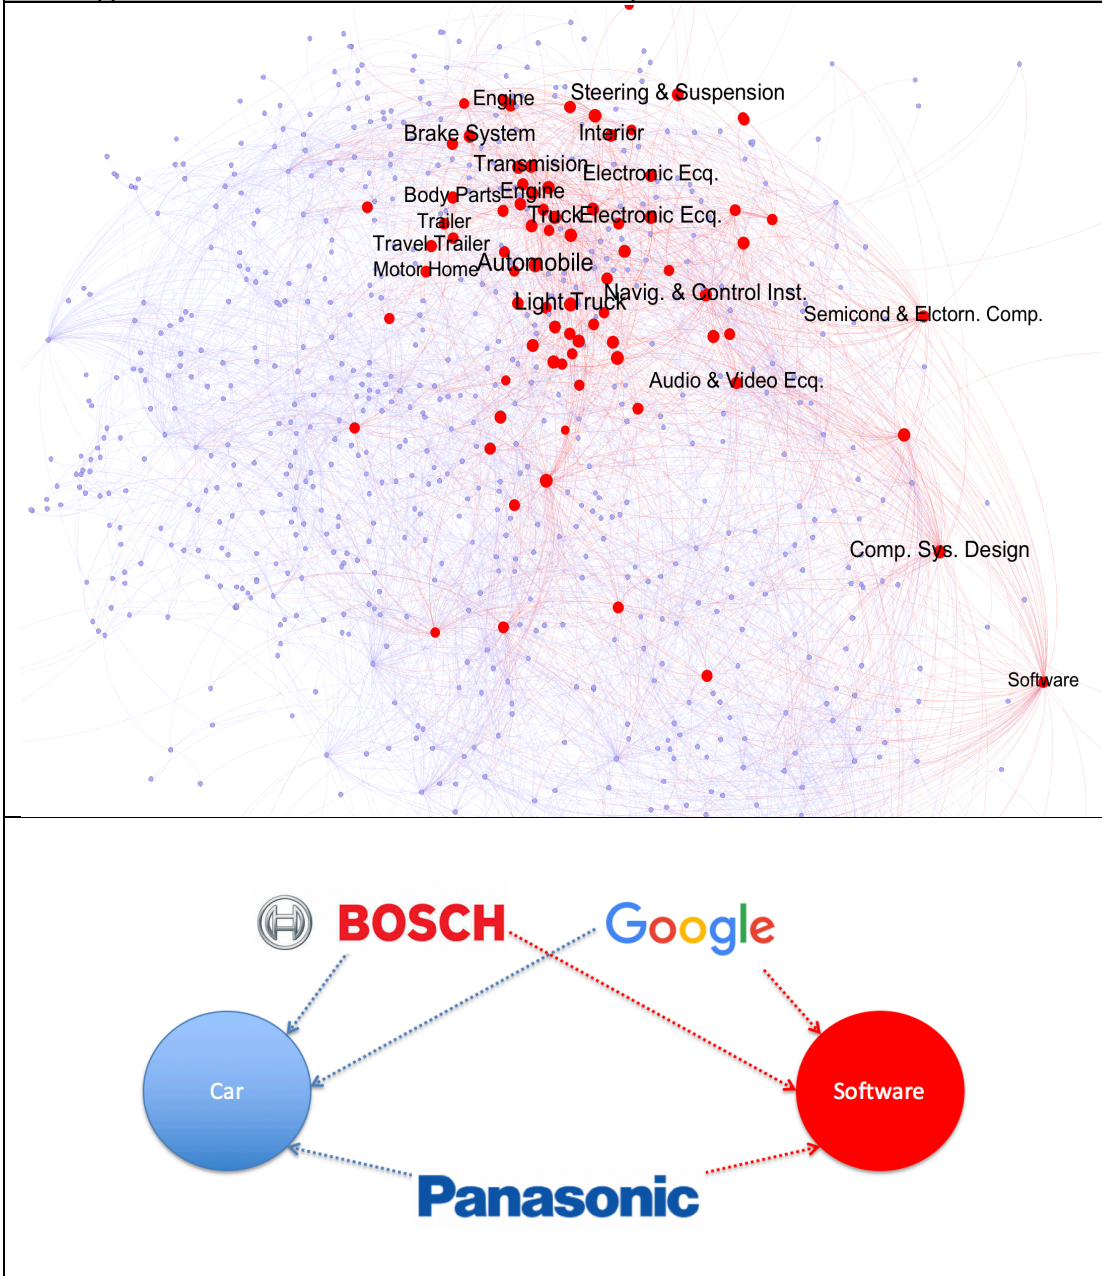 Engine
Steering & Suspension
Brake System
Interior
Transmision
Electronic Ecq.
Body Parts
Engine
Trailer
Truck
Electronic Ecq.
Travel Trailer
Motor Home
Automobile
Navig. & Control Inst.
Light Truck
Semicond & Elctorn. Comp.
Audio & Video Ecq.
Comp. Sys. Design
Software
BOSCH
Google
Car
Software
Panasonic